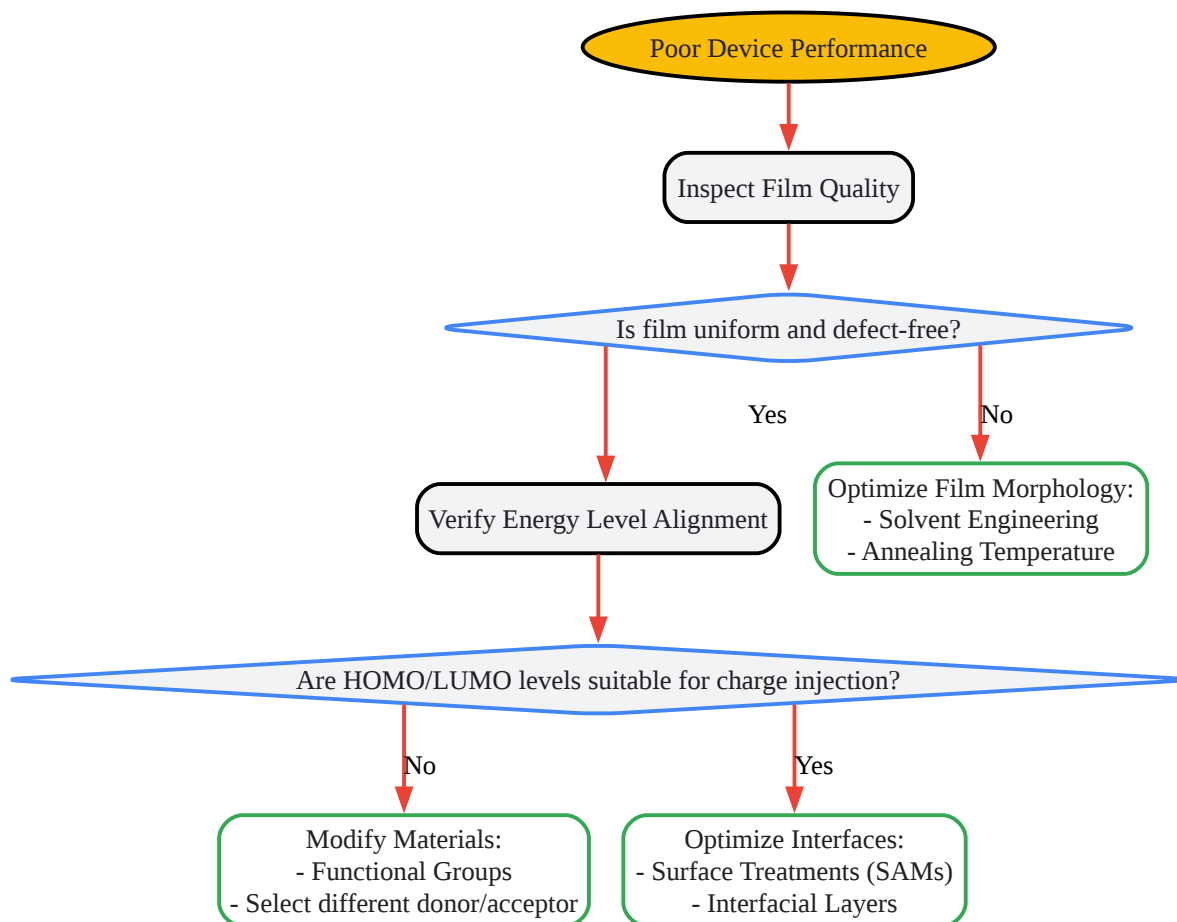 Poor Device Performance
Inspect Film Quality
Is film uniform and defect-free?
Yes
No
Optimize Film Morphology:
- Solvent Engineering
- Annealing Temperature
Verify Energy Level Alignment
Are HOMO/LUMO levels suitable for charge injection?
No
Yes
Modify Materials:
- Functional Groups
- Select different donor/acceptor
Optimize Interfaces:
- Surface Treatments (SAMs)
- Interfacial Layers